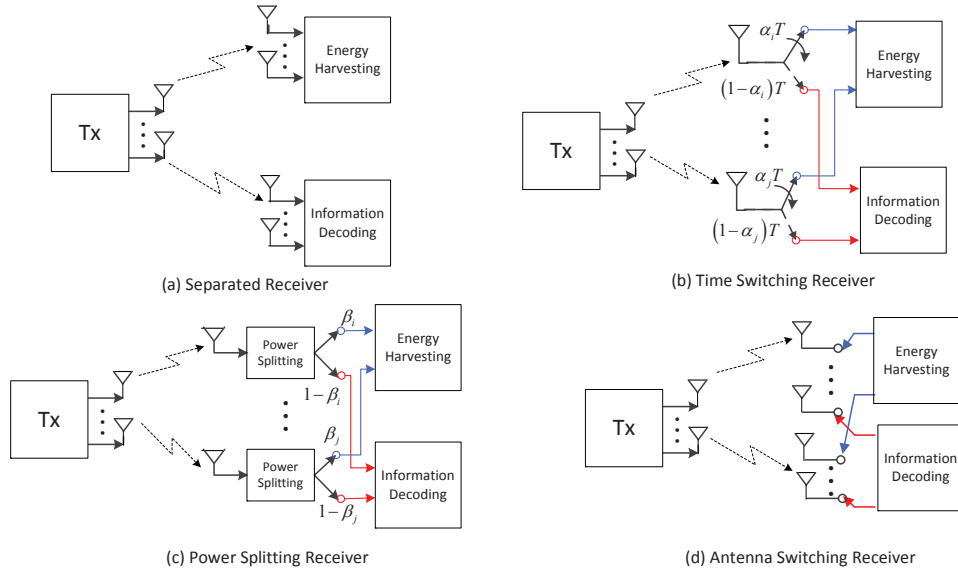 Tx
Energy
Harvesting
Information
Decoding
(a) Separated Receiver
Tx
α_i T
(1-α_i)T
α_j T
(1-α_j)T
Energy
Harvesting
Information
Decoding
(b) Time Switching Receiver
Tx
Power
Splitting
β_i
1-β_i
Power
Splitting
β_j
1-β_j
Energy
Harvesting
Information
Decoding
(c) Power Splitting Receiver
Tx
Energy
Harvesting
Information
Decoding
(d) Antenna Switching Receiver